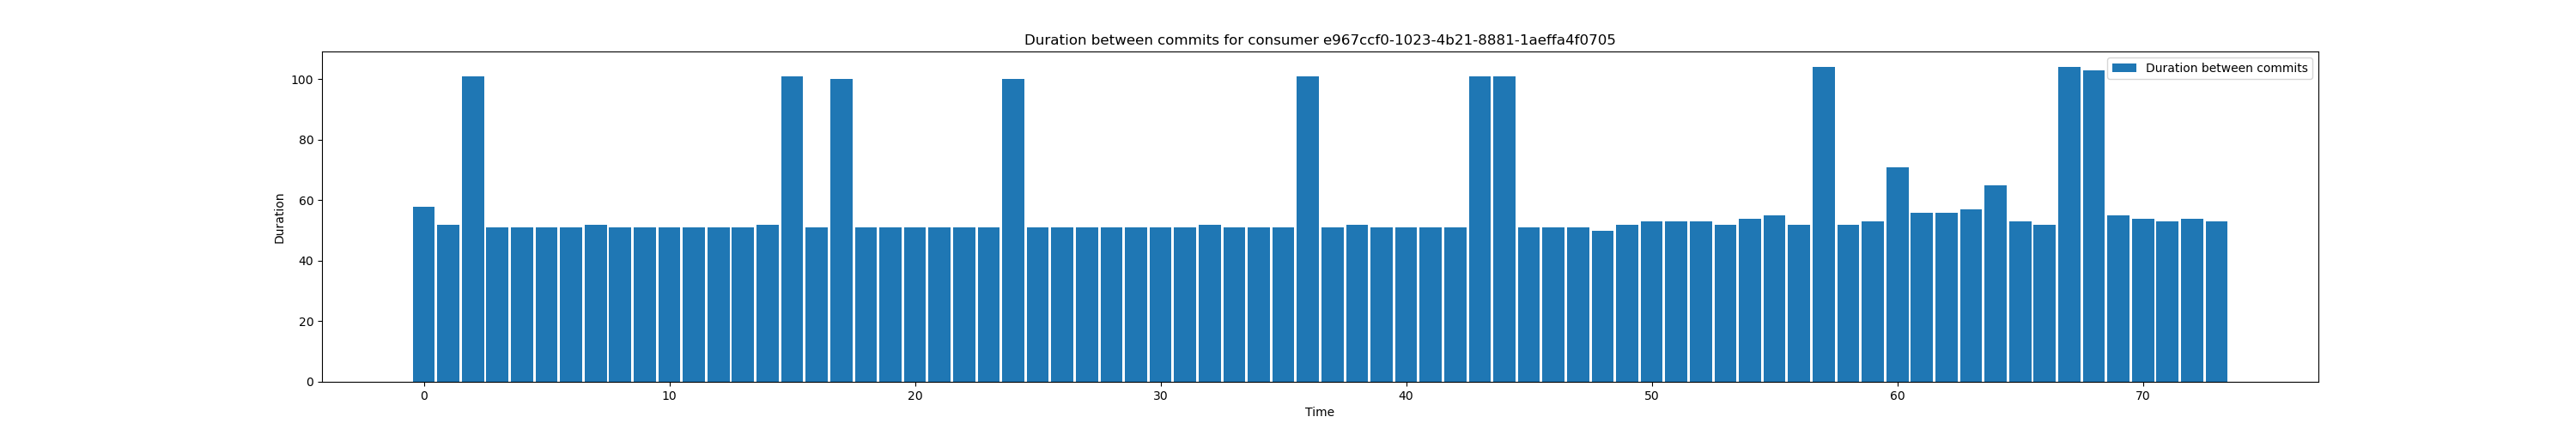 Duration between commits for consumer e967ccf0-1023-4b21-8881-1aeffa4f0705
Duration between commits
100
80
60
40
20
0
Duration
0 10 20 30 40 50 60 70
Time